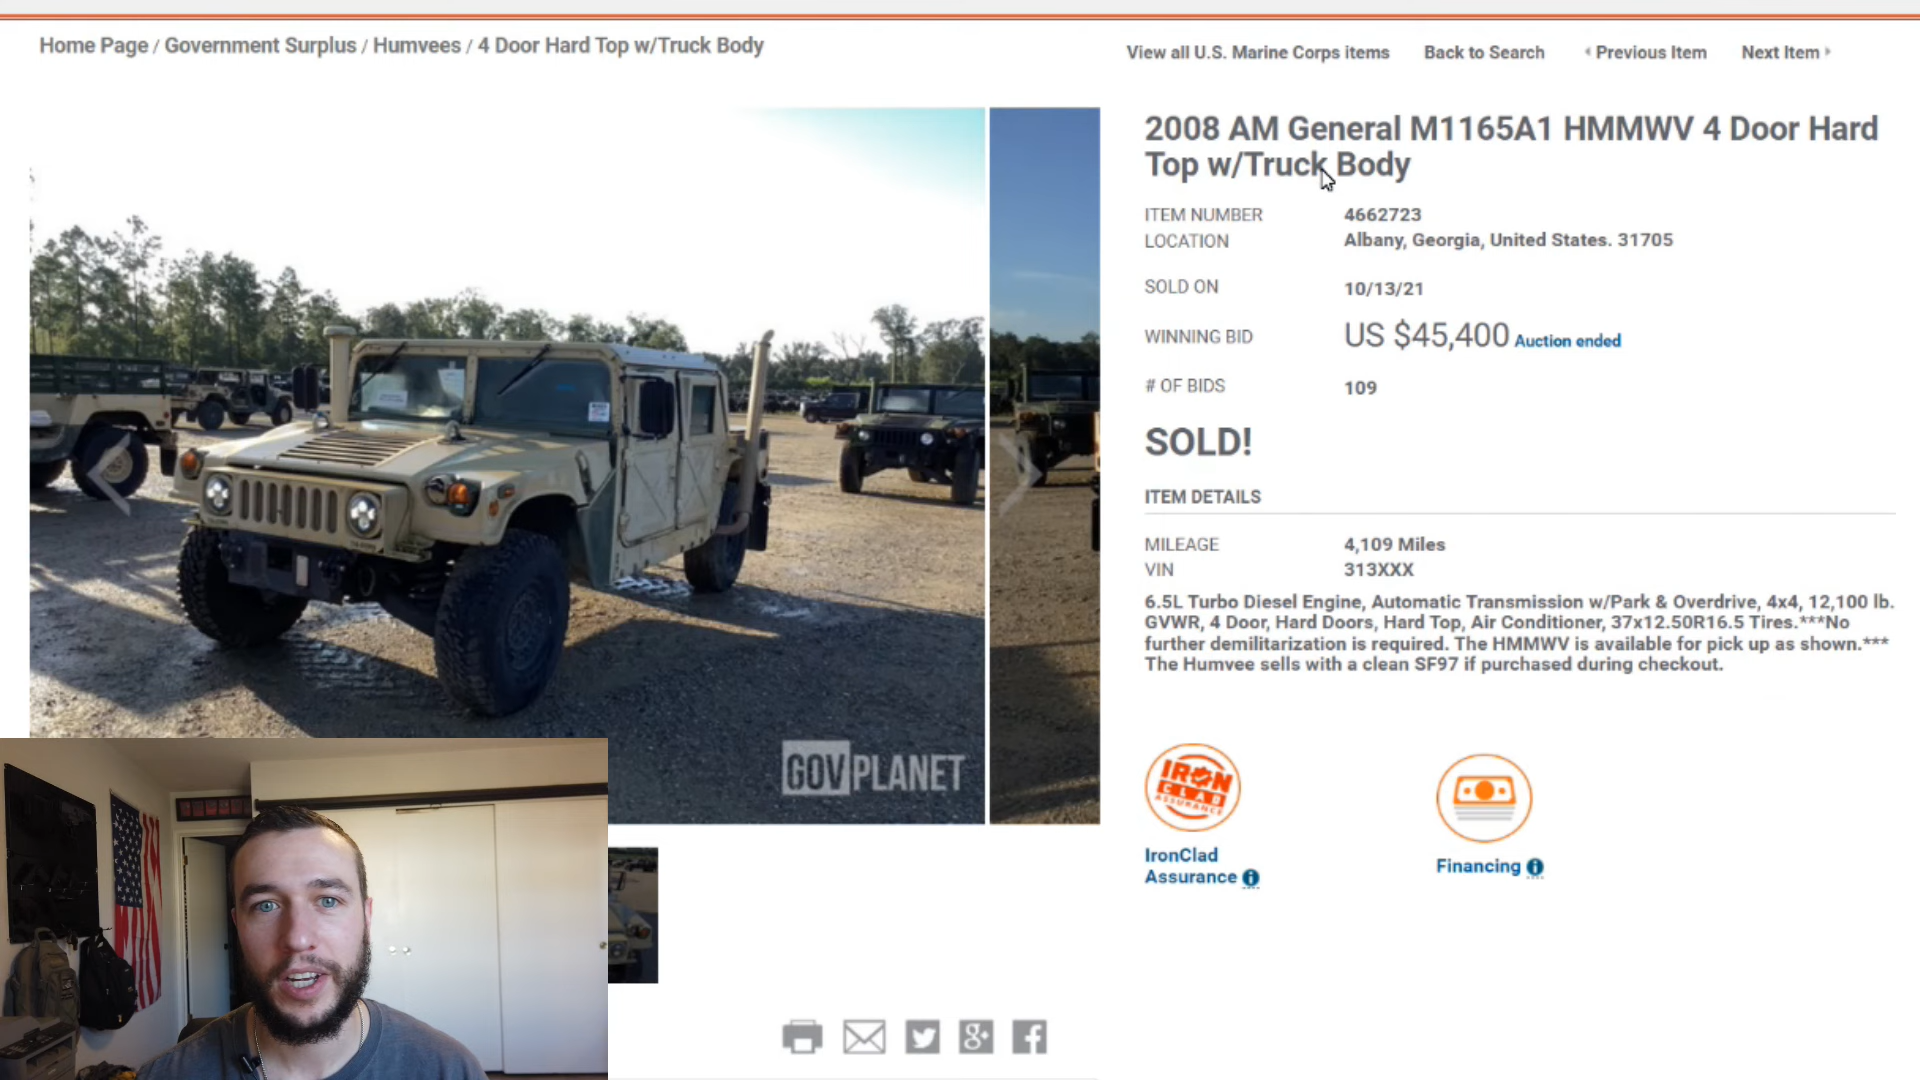 Home Page / Government Surplus / Humvees / 4 Door Hard Top w/Truck Body
View all U.S. Marine Corps items
Back to Search
Previous Item
Next Item
2008 AM General M1165A1 HMMWV 4 Door Hard
Top w/Truck Body
ITEM NUMBER 4662723
LOCATION Albany, Georgia, United States. 31705
SOLD ON 10/13/21
WINNING BID US $45,400 Auction ended
# OF BIDS 109
SOLD!
ITEM DETAILS
MILEAGE 4,109 Miles
VIN 313XXX
6.5L Turbo Diesel Engine, Automatic Transmission w/Park & Overdrive, 4x4, 12,100 lb.
GVWR, 4 Door, Hard Doors, Hard Top, Air Conditioner, 37x12.50R16.5 Tires.***No
further demilitarization is required. The HMMWV is available for pick up as shown.***
The Humvee sells with a clean SF97 if purchased during checkout.
GOVPLANET
IRON
CLAD
ASSURANCE
IronClad
Assurance
Financing
g+